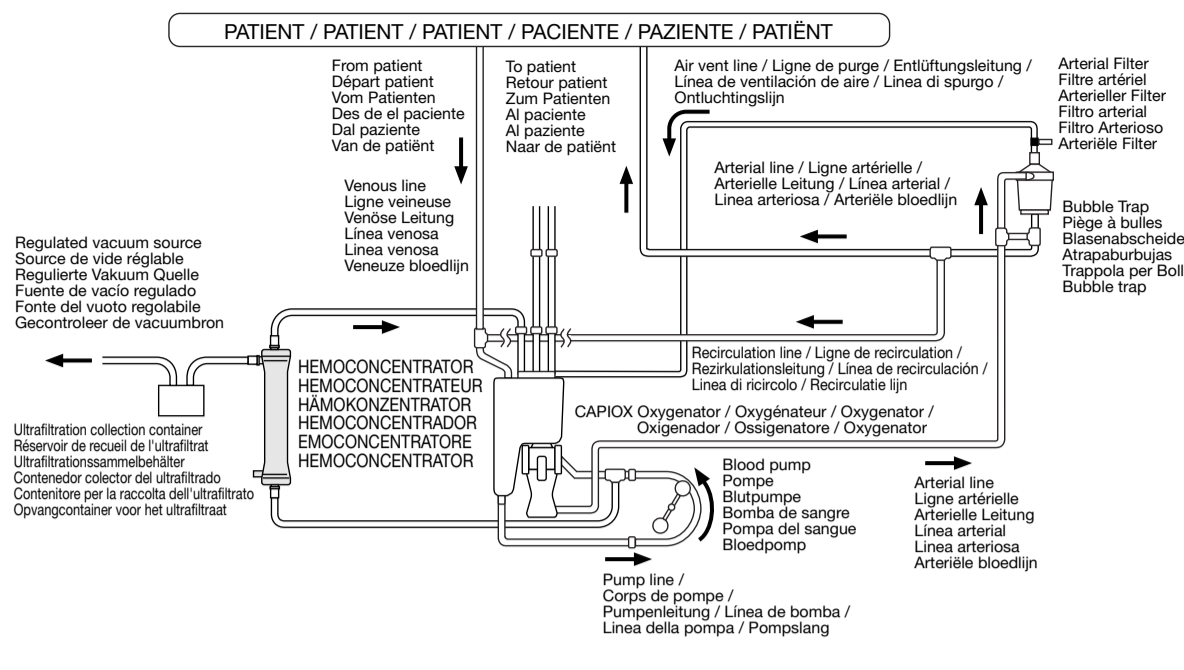 PATIENT / PATIENT / PATIENT / PACIENTE / PAZIENTE / PATIËNT
From patient
Départ patient
Vom Patienten
Des de el paciente
Dal paziente
Van de patiënt
To patient
Retour patient
Zum Patienten
Al paciente
Al paziente
Naar de patiënt
Air vent line / Ligne de purge / Entlüftungsleitung /
Línea de ventilación de aire / Linea di spurgo /
Ontluchtingslijn
Arterial Filter
Filtre artériel
Arterieller Filter
Filtro arterial
Filtro Arterioso
Arteriële Filter
Venous line
Ligne veineuse
Venöse Leitung
Línea venosa
Linea venosa
Veneuze bloedlijn
Arterial line / Ligne artérielle /
Arterielle Leitung / Línea arterial /
Linea arteriosa / Arteriële bloedlijn
Bubble Trap
Piège à bulles
Blasenabscheide
Atrapaburbujas
Trappola per Boll
Bubble trap
Regulated vacuum source
Source de vide réglable
Regulierte Vakuum Quelle
Fuente de vacío regulado
Fonte del vuoto regolabile
Gecontroleer de vacuumbron
HEMOCONCENTRATOR
HEMOCONCENTRATEUR
HÄMOKONZENTRATOR
HEMOCONCENTRADOR
EMOCONCENTRATORE
HEMOCONCENTRATOR
Recirculation line / Ligne de recirculation /
Rezirkulationsleitung / Línea de recirculación /
Linea di ricircolo / Recirculatie lijn
CAPIOX Oxygenator / Oxygénateur / Oxygenator /
Oxigenador / Ossigenatore / Oxygenator
Ultrafiltration collection container
Réservoir de recueil de l'ultrafiltrat
Ultrafiltrationssammelbehälter
Contenedor colector del ultrafiltrado
Contenitore per la raccolta dell'ultrafiltrato
Opvangcontainer voor het ultrafiltraat
Blood pump
Pompe
Blutpumpe
Bomba de sangre
Pompa del sangue
Bloedpomp
Arterial line
Ligne artérielle
Arterielle Leitung
Línea arterial
Linea arteriosa
Arteriële bloedlijn
Pump line /
Corps de pompe /
Pumpenleitung / Línea de bomba /
Linea della pompa / Pompslang